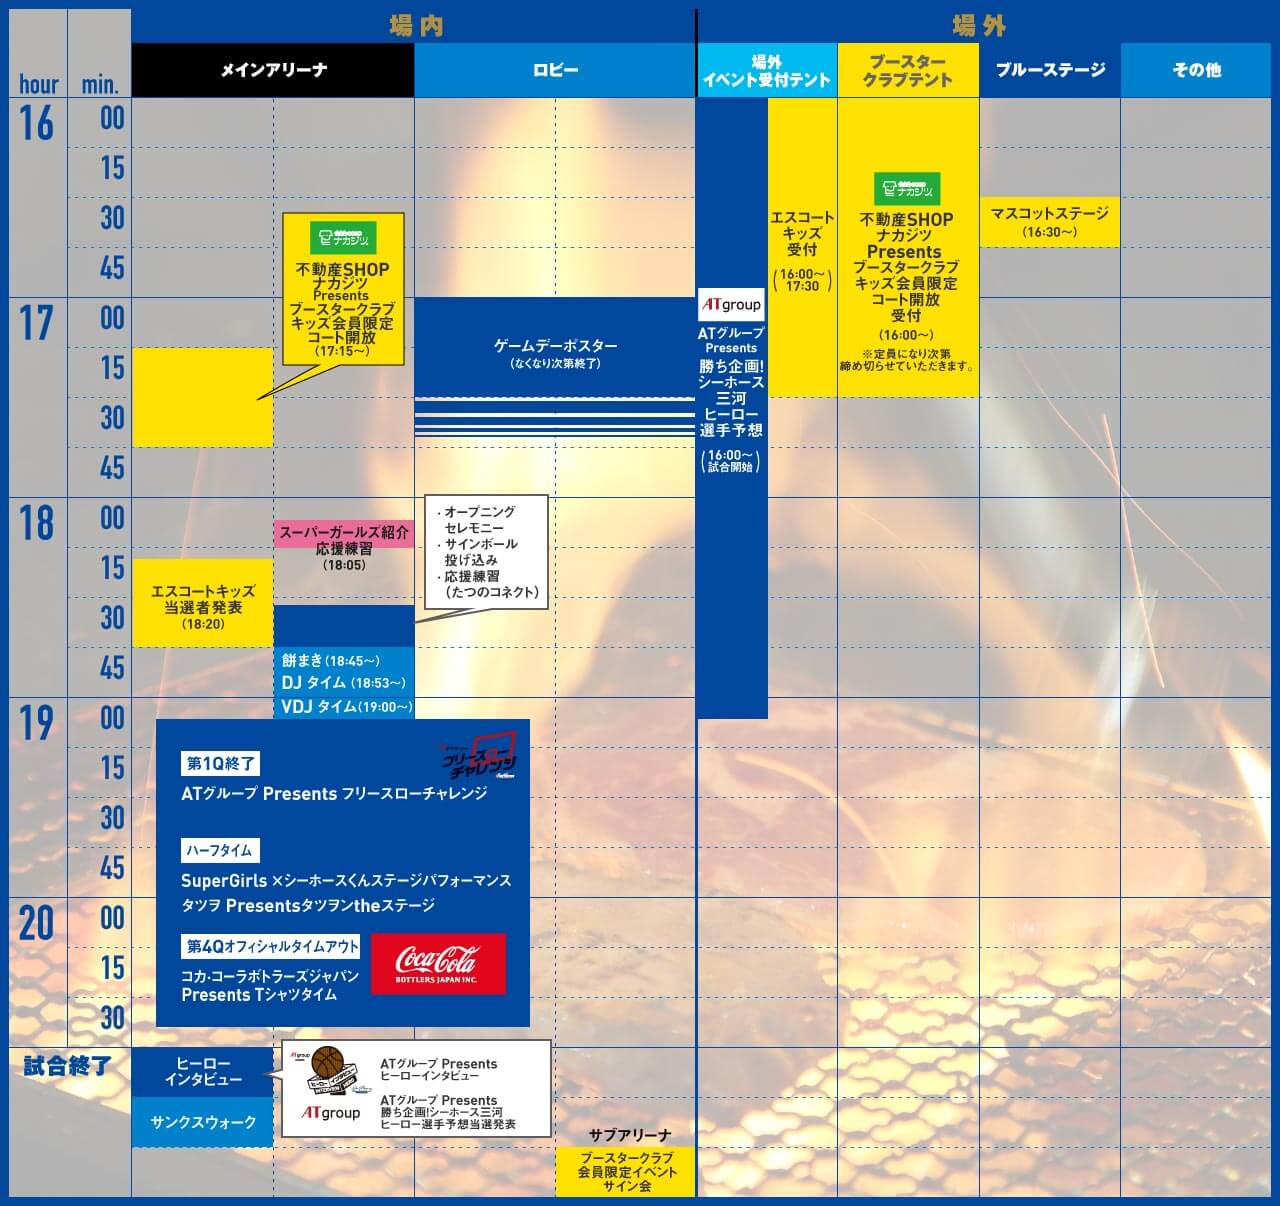 場内
場外
hour
min.
メインアリーナ
ロビー
場外
イベント受付テント
ブースター
クラブテント
ブルーステージ
その他
16
00
15
30
45
17
00
15
30
45
18
00
15
30
45
19
00
15
30
45
20
00
15
30
試合終了
ナカジツ
不動産SHOP
ナカジツ
Presents
ブースタークラブ
キッズ会員限定
コート開放
(17:15〜)
スーパーガールズ紹介
応援練習
(18:05)
エスコートキッズ
当選者発表
(18:20)
・オープニング
セレモニー
・サインボール
投げ込み
・応援練習
(たつのコネクト)
餅まき(18:45〜)
DJ タイム(18:53〜)
VDJ タイム(19:00〜)
ゲームデーポスター
(なくなり次第終了)
ATgroup
ATグループ
Presents
勝ち企画!
シーホース
三河
ヒーロー
選手予想
(16:00〜
試合開始)
エスコート
キッズ
受付
(16:00〜
17:30)
ナカジツ
不動産SHOP
ナカジツ
Presents
ブースタークラブ
キッズ会員限定
コート開放
受付
(16:00〜)
※定員になり次第
締め切らせていただきます。
マスコットステージ
(16:30〜)
第1Q終了
フリースロー
チャレンジ
ATグループ Presents フリースローチャレンジ
ハーフタイム
SuperGirls ×シーホースくんステージパフォーマンス
タツヲ Presentsタツヲンtheステージ
第4Qオフィシャルタイムアウト
コカ·コーラボトラーズジャパン
Presents Tシャツタイム
Coca-Cola
BOTTLERS JAPAN INC.
ヒーロー
インタビュー
サンクスウォーク
ATgroup
ヒーローインタビュー
ATgroup
ATグループ Presents
ヒーローインタビュー
ATグループ Presents
勝ち企画!シーホース三河
ヒーロー選手予想当選発表
サブアリーナ
ブースタークラブ
会員限定イベント
サイン会